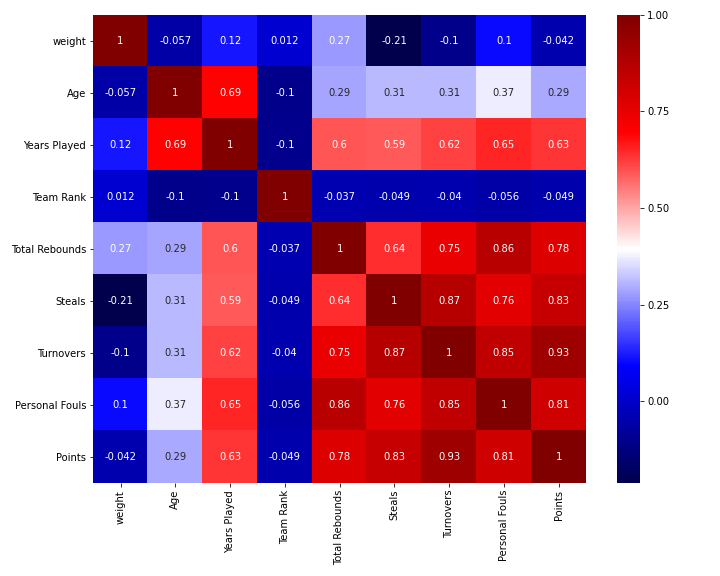 weight 1 -0.057 0.12 0.012 0.27 -0.21 -0.1 0.1 -0.042
Age -0.057 1 0.69 -0.1 0.29 0.31 0.31 0.37 0.29
Years Played 0.12 0.69 1 -0.1 0.6 0.59 0.62 0.65 0.63
Team Rank 0.012 -0.1 -0.1 1 -0.037 -0.049 -0.04 -0.056 -0.049
Total Rebounds 0.27 0.29 0.6 -0.037 1 0.64 0.75 0.86 0.78
Steals -0.21 0.31 0.59 -0.049 0.64 1 0.87 0.76 0.83
Turnovers -0.1 0.31 0.62 -0.04 0.75 0.87 1 0.85 0.93
Personal Fouls 0.1 0.37 0.65 -0.056 0.86 0.76 0.85 1 0.81
Points -0.042 0.29 0.63 -0.049 0.78 0.83 0.93 0.81 1
weight
Age
Years Played
Team Rank
Total Rebounds
Steals
Turnovers
Personal Fouls
Points
1.00
0.75
0.50
0.25
0.00